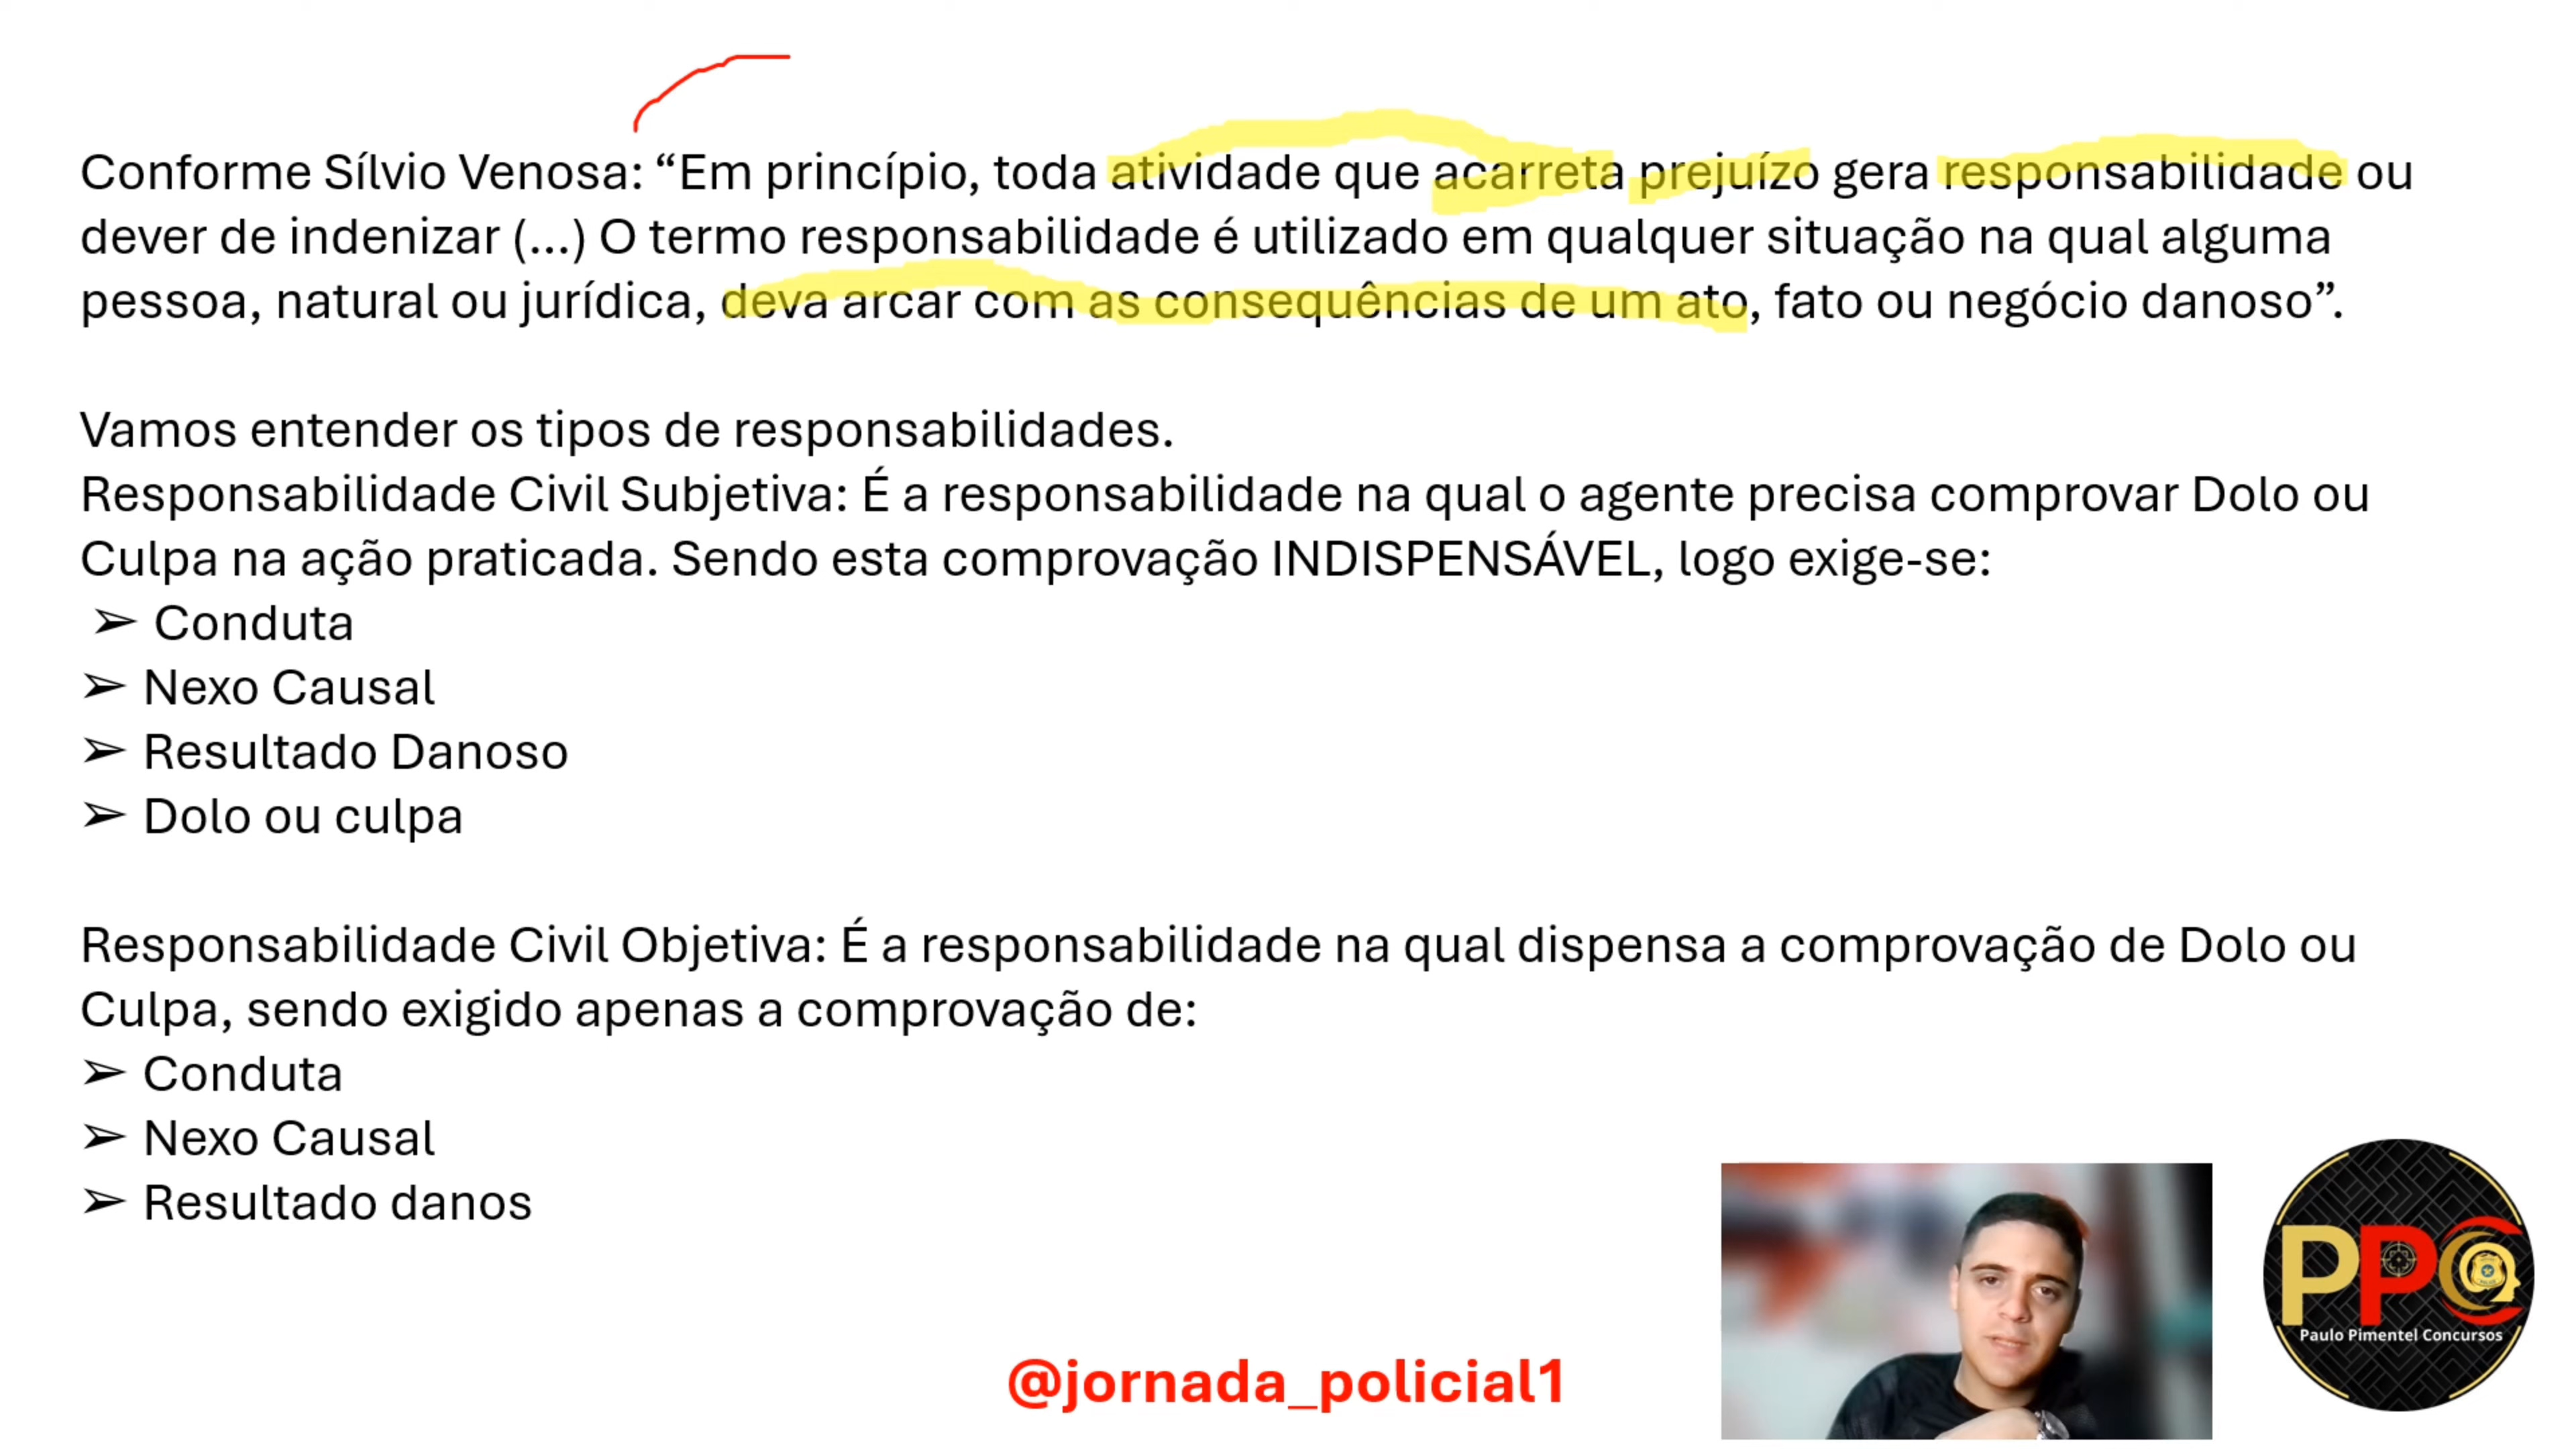 Conforme Sílvio Venosa: “Em princípio, toda atividade que acarreta prejuízo gera responsabilidade ou
dever de indenizar (...) O termo responsabilidade é utilizado em qualquer situação na qual alguma
pessoa, natural ou jurídica, deva arcar com as consequências de um ato, fato ou negócio danoso”.
Vamos entender os tipos de responsabilidades.
Responsabilidade Civil Subjetiva: É a responsabilidade na qual o agente precisa comprovar Dolo ou
Culpa na ação praticada. Sendo esta comprovação INDISPENSÁVEL, logo exige-se:
➢ Conduta
➢ Nexo Causal
➢ Resultado Danoso
➢ Dolo ou culpa
Responsabilidade Civil Objetiva: É a responsabilidade na qual dispensa a comprovação de Dolo ou
Culpa, sendo exigido apenas a comprovação de:
➢ Conduta
➢ Nexo Causal
➢ Resultado danos
@jornada_policial1
PPC
Paulo Pimentel Concursos